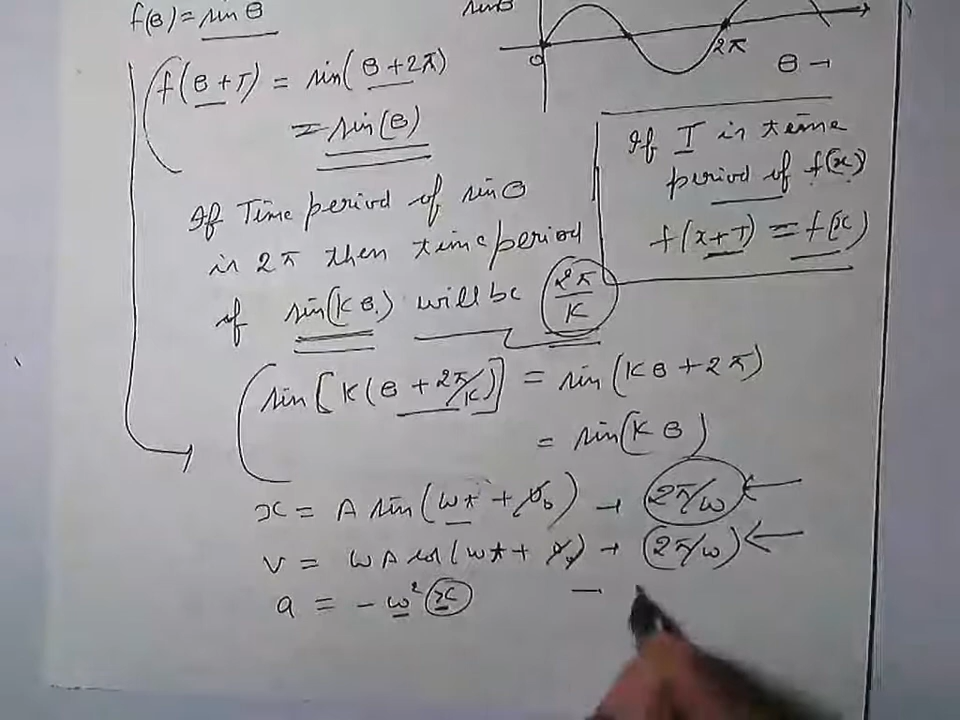 f(θ) = sin θ
sinθ
0
2π
θ →
f(θ+T) = sin(θ+2π)
= sin(θ)
If T is time
period of f(x)
f(x+T) = f(x)
If Time period of sinθ
is 2π then time period
of sin(Kθ) will be 2π/K
sin[K(θ + 2π/K)] = sin(Kθ + 2π)
= sin(Kθ)
x = A sin(ωt + φ₀) → 2π/ω ←
v = ωA cos(ωt + φ₀) → (2π/ω) ←
a = - ω² x —